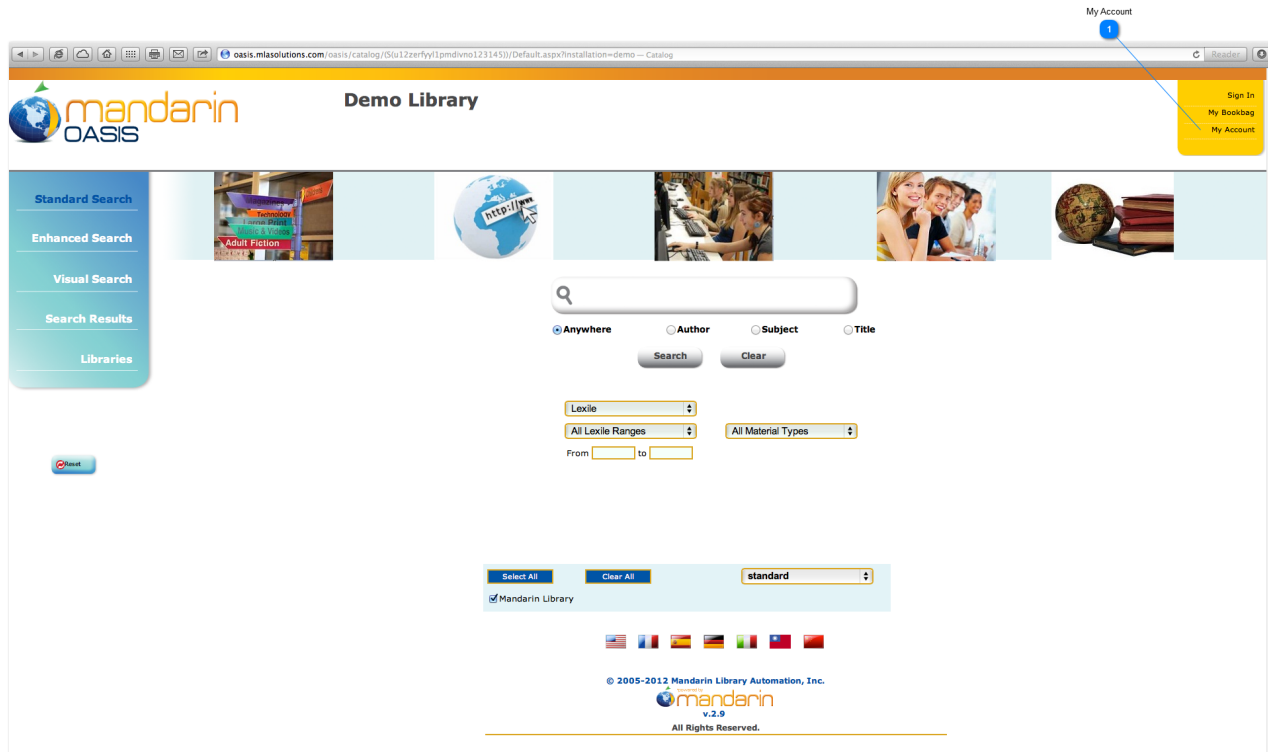 My Account
1
oasis.mlasolutions.com/oasis/catalog/(S(u12zerfyyl1pmdivno123145))/Default.aspx?installation=demo — Catalog
Reader
mandarin
OASIS
Demo Library
Sign In
My Bookbag
My Account
Standard Search
Enhanced Search
Visual Search
Search Results
Libraries
Magazines
Technology
Large Print
Music & Videos
Adult Fiction
http://www
Anywhere Author Subject Title
Search Clear
Lexile
All Lexile Ranges All Material Types
From to
Reset
Select All Clear All standard
Mandarin Library
© 2005-2012 Mandarin Library Automation, Inc.
mandarin
v.2.9
All Rights Reserved.